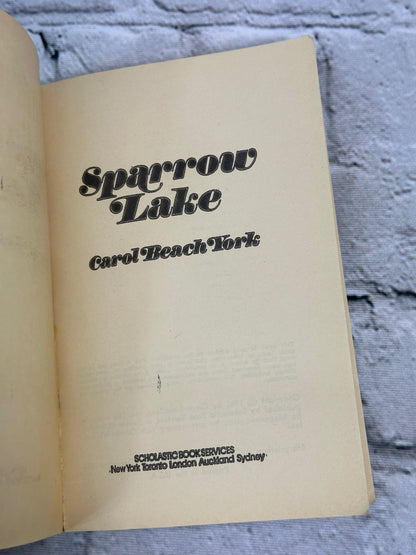 Sparrow
Lake
Carol Beach York
SCHOLASTIC BOOK SERVICES
New York Toronto London Auckland Sydney